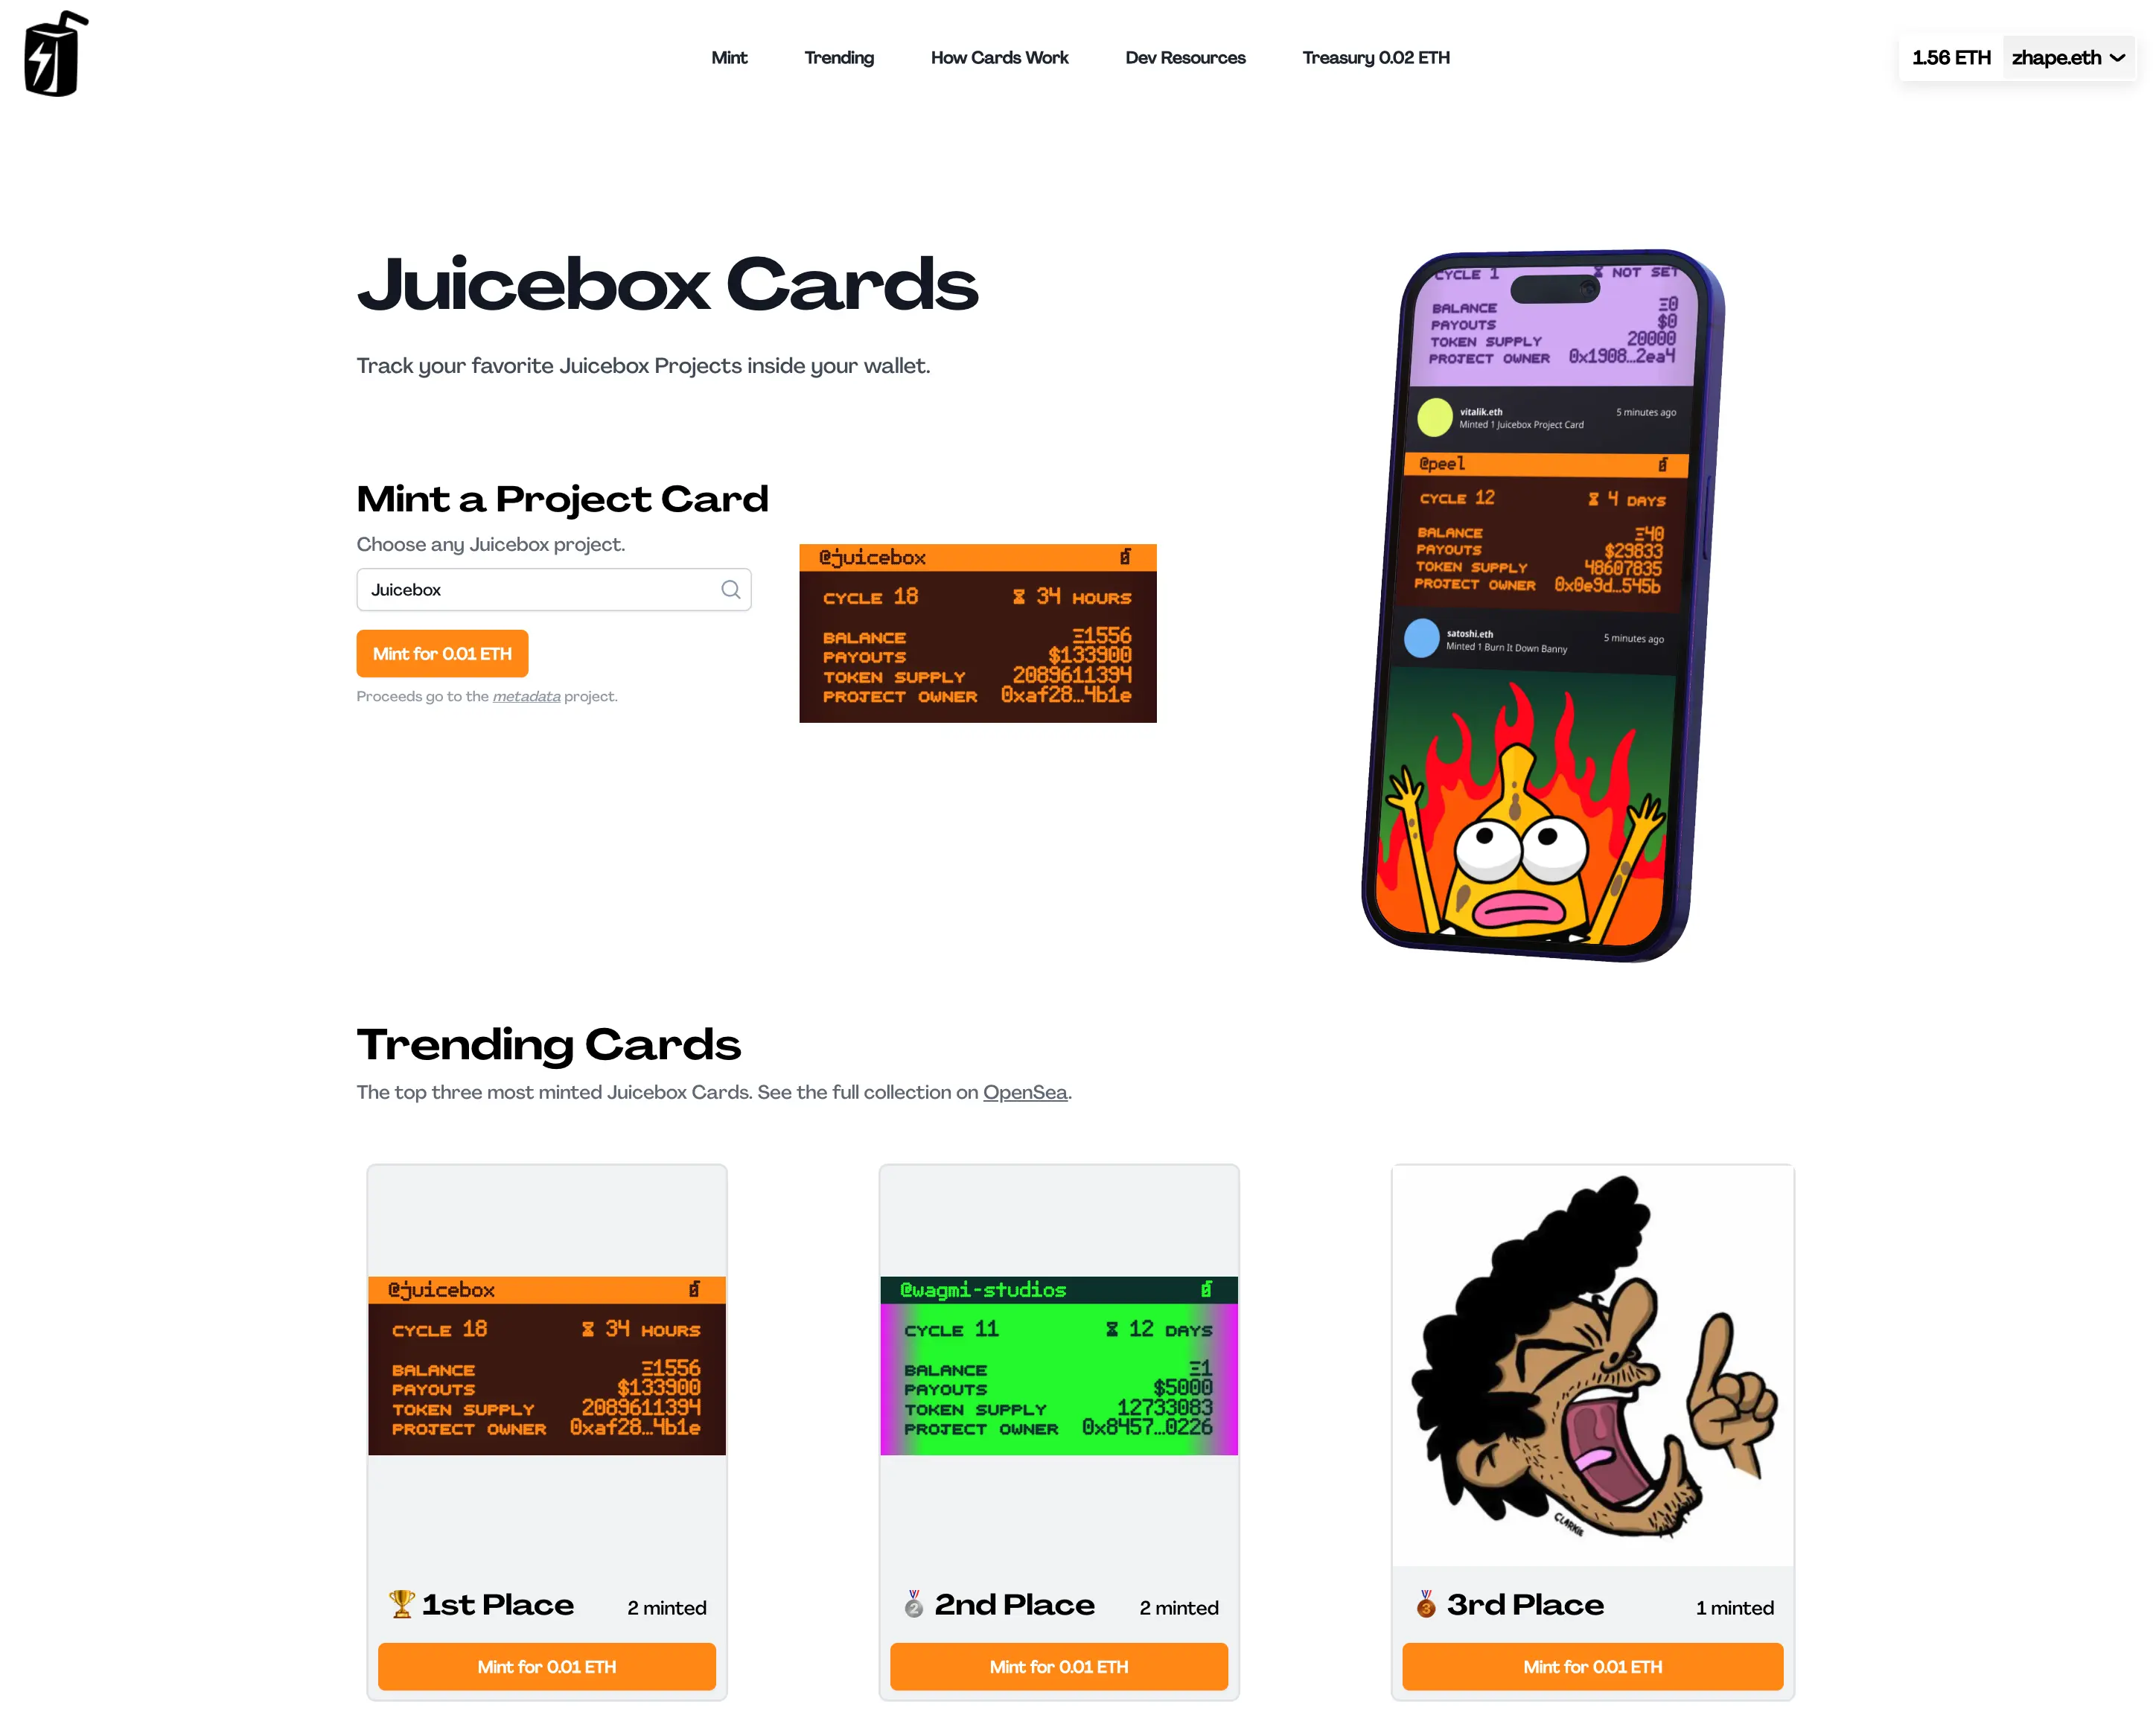 Mint Trending How Cards Work Dev Resources Treasury 0.02 ETH 1.56 ETH zhape.eth
Juicebox Cards
Track your favorite Juicebox Projects inside your wallet.
Mint a Project Card
Choose any Juicebox project.
Juicebox
Mint for 0.01 ETH
Proceeds go to the metadata project.
@juicebox
CYCLE 18 34 HOURS
BALANCE Ξ1556
PAYOUTS $133900
TOKEN SUPPLY 2089611394
PROJECT OWNER 0xaf28…4b1e
CYCLE 1 NOT SET
BALANCE Ξ0
PAYOUTS $0
TOKEN SUPPLY 20000
PROJECT OWNER 0x1908…2ea4
vitalik.eth 5 minutes ago
Minted 1 Juicebox Project Card
@peel
CYCLE 12 4 DAYS
BALANCE Ξ40
PAYOUTS $29833
TOKEN SUPPLY 48607835
PROJECT OWNER 0x0e9d…545b
satoshi.eth 5 minutes ago
Minted 1 Burn It Down Banny
Trending Cards
The top three most minted Juicebox Cards. See the full collection on OpenSea.
@juicebox
CYCLE 18 34 HOURS
BALANCE Ξ1556
PAYOUTS $133900
TOKEN SUPPLY 2089611394
PROJECT OWNER 0xaf28…4b1e
1st Place 2 minted
Mint for 0.01 ETH
@wagmi-studios
CYCLE 11 12 DAYS
BALANCE Ξ1
PAYOUTS $5000
TOKEN SUPPLY 12733083
PROJECT OWNER 0x8457…0226
2 2nd Place 2 minted
Mint for 0.01 ETH
CLARKIE
3 3rd Place 1 minted
Mint for 0.01 ETH